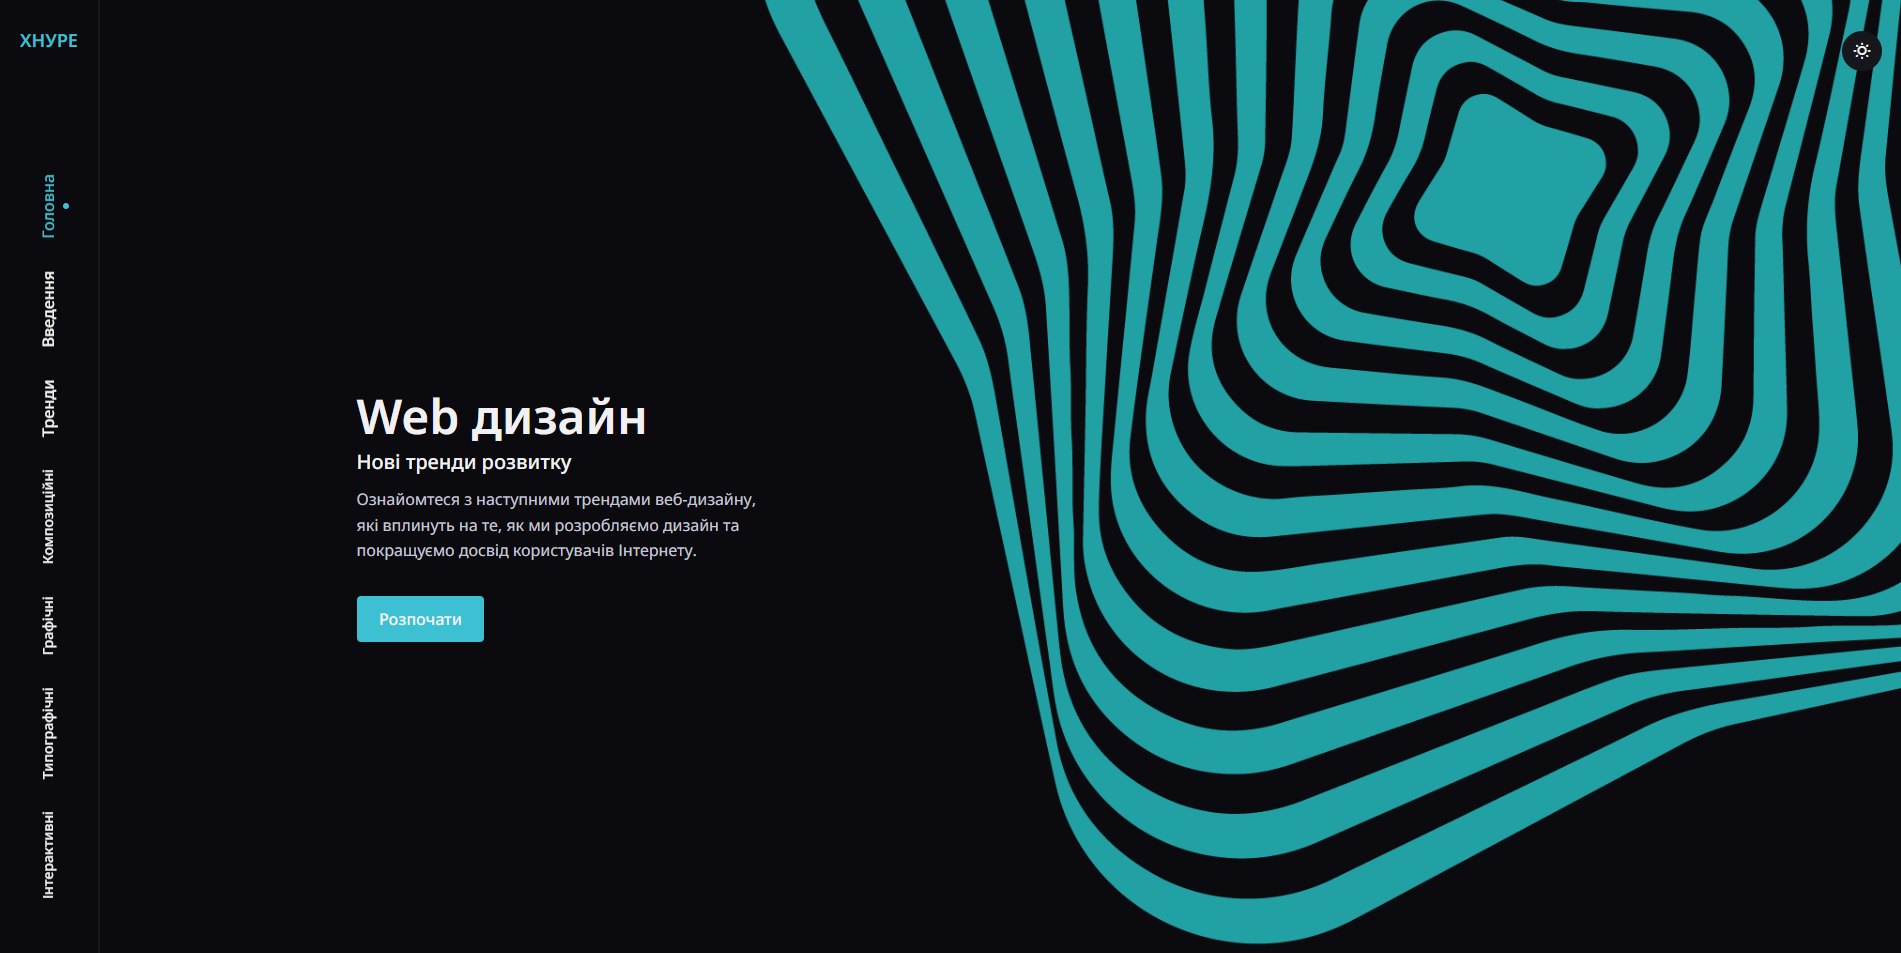 ХНУРЕ
Головна
Введення
Тренди
Композиційні
Графічні
Типографічні
Інтерактивні
Web дизайн
Нові тренди розвитку
Ознайомтеся з наступними трендами веб-дизайну,
які вплинуть на те, як ми розробляємо дизайн та
покращуємо досвід користувачів Інтернету.
Розпочати